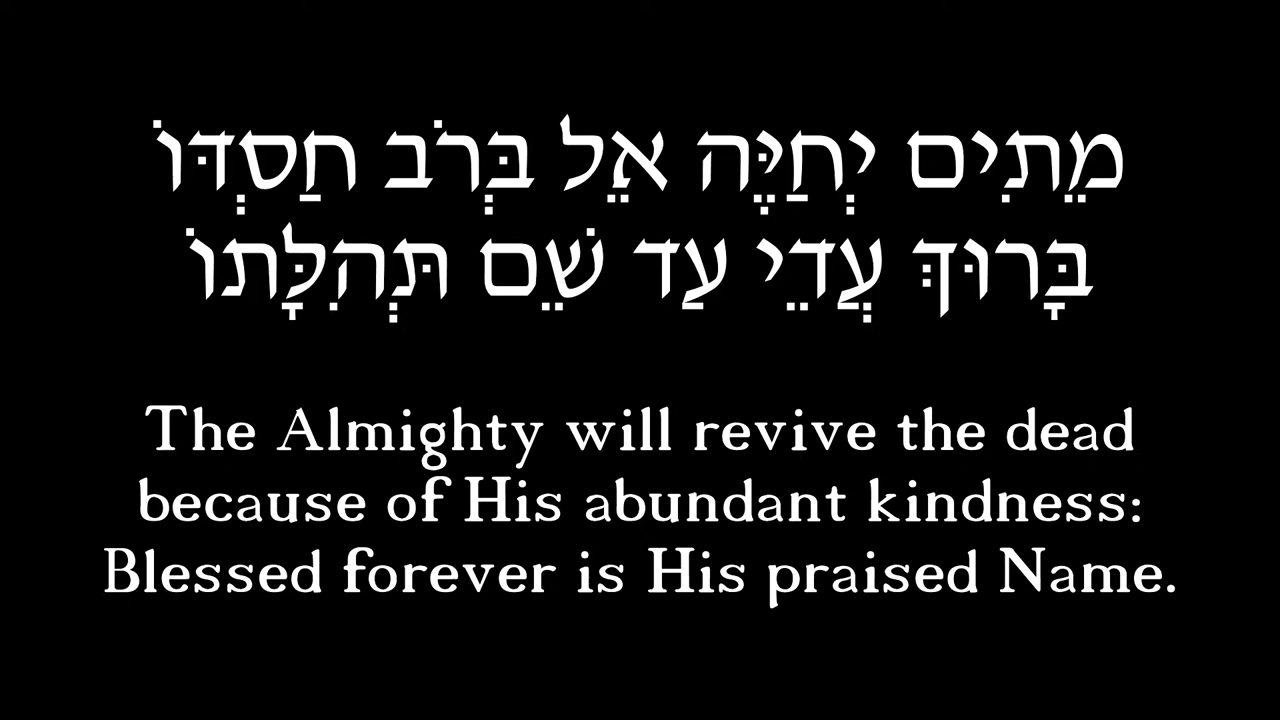 מֵתִים יְחַיֶּה אֵל בְּרֹב חַסְדּוֹ
בָּרוּךְ עֲדֵי עַד שֵׁם תְּהִלָּתוֹ
The Almighty will revive the dead
because of His abundant kindness:
Blessed forever is His praised Name.